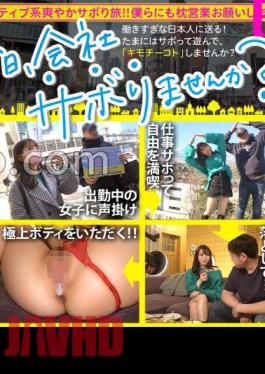 ティブ系爽やかサボり旅!!僕らにも枕営業お願いし
働きすぎな日本人に送る!
たまにはサボって遊んで、
「キモチーコト」しませんか?
日、会社
サボりませんか?
仕事サボって
自由を満喫
出勤中の
女子に声掛け
極上ボディをいただく!!
落とし
JAVHD